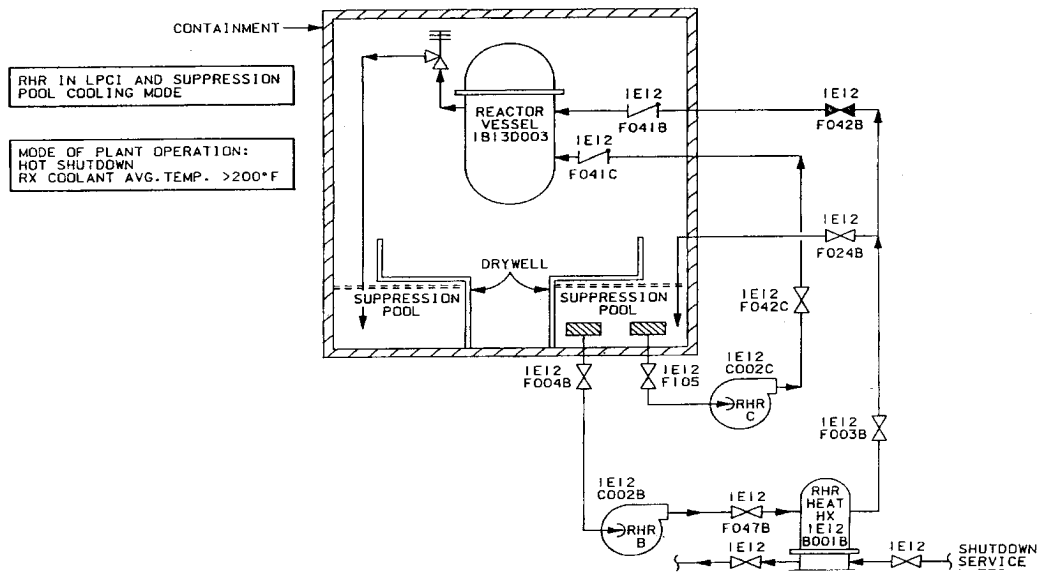 CONTAINMENT
RHR IN LPCI AND SUPPRESSION
POOL COOLING MODE
MODE OF PLANT OPERATION:
HOT SHUTDOWN
RX COOLANT AVG.TEMP. >200°F
REACTOR
VESSEL
1B13D003
1E12
F041B
1E12
F042B
1E12
F041C
1E12
F024B
DRYWELL
SUPPRESSION
POOL
SUPPRESSION
POOL
1E12
F042C
1E12
F004B
1E12
F105
1E12
C002C
RHR
C
1E12
F003B
1E12
C002B
RHR
B
1E12
F047B
RHR
HEAT
HX
1E12
B001B
1E12
1E12
SHUTDOWN
SERVICE